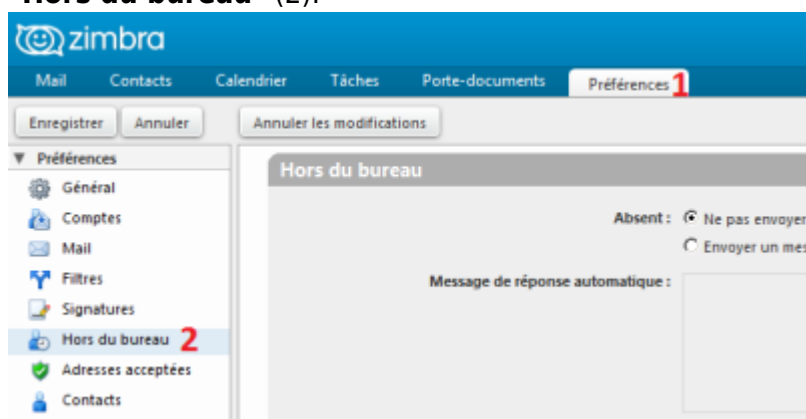 "Hors du bureau" (2).
zimbra
Mail Contacts Calendrier Tâches Porte-documents Préférences 1
Enregistrer Annuler Annuler les modifications
Préférences
Hors du bureau
Général
Absent : Ne pas envoyer
Comptes
Envoyer un mes
Mail
Filtres
Message de réponse automatique :
Signatures
Hors du bureau 2
Adresses acceptées
Contacts